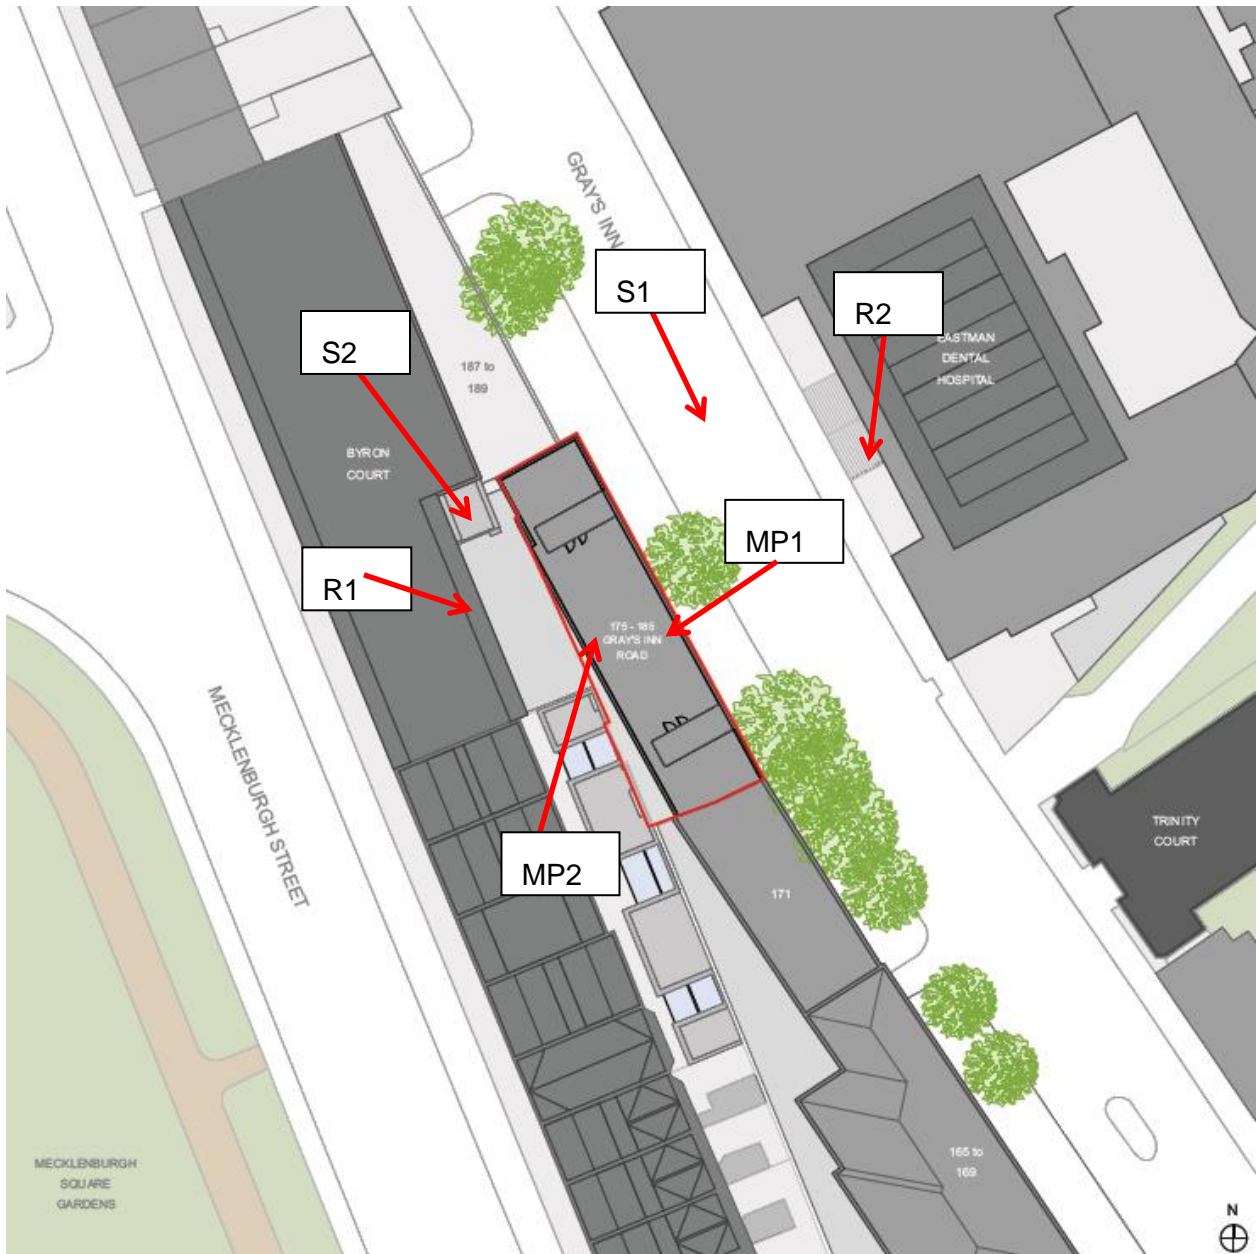 GRAY'S INN
S1
R2
S2
EASTMAN
DENTAL
HOSPITAL
187 to
189
BYRON
COURT
MP1
R1
175 - 185
GRAY'S INN
ROAD
MECKLENBURGH STREET
TRINITY
COURT
MP2
171
165 to
169
MECKLENBURGH
SQUARE
GARDENS
N